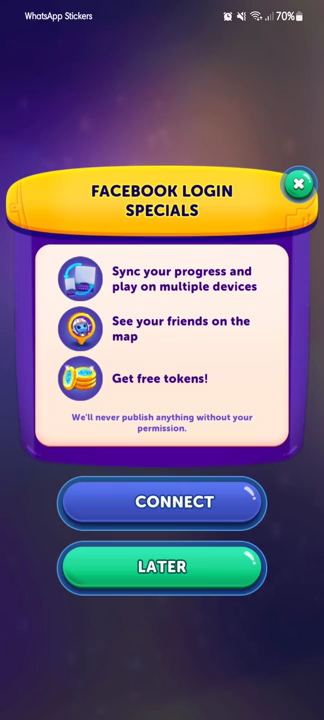 WhatsApp Stickers
70%
FACEBOOK LOGIN
SPECIALS
Sync your progress and
play on multiple devices
See your friends on the
map
Get free tokens!
We'll never publish anything without your
permission.
CONNECT
LATER